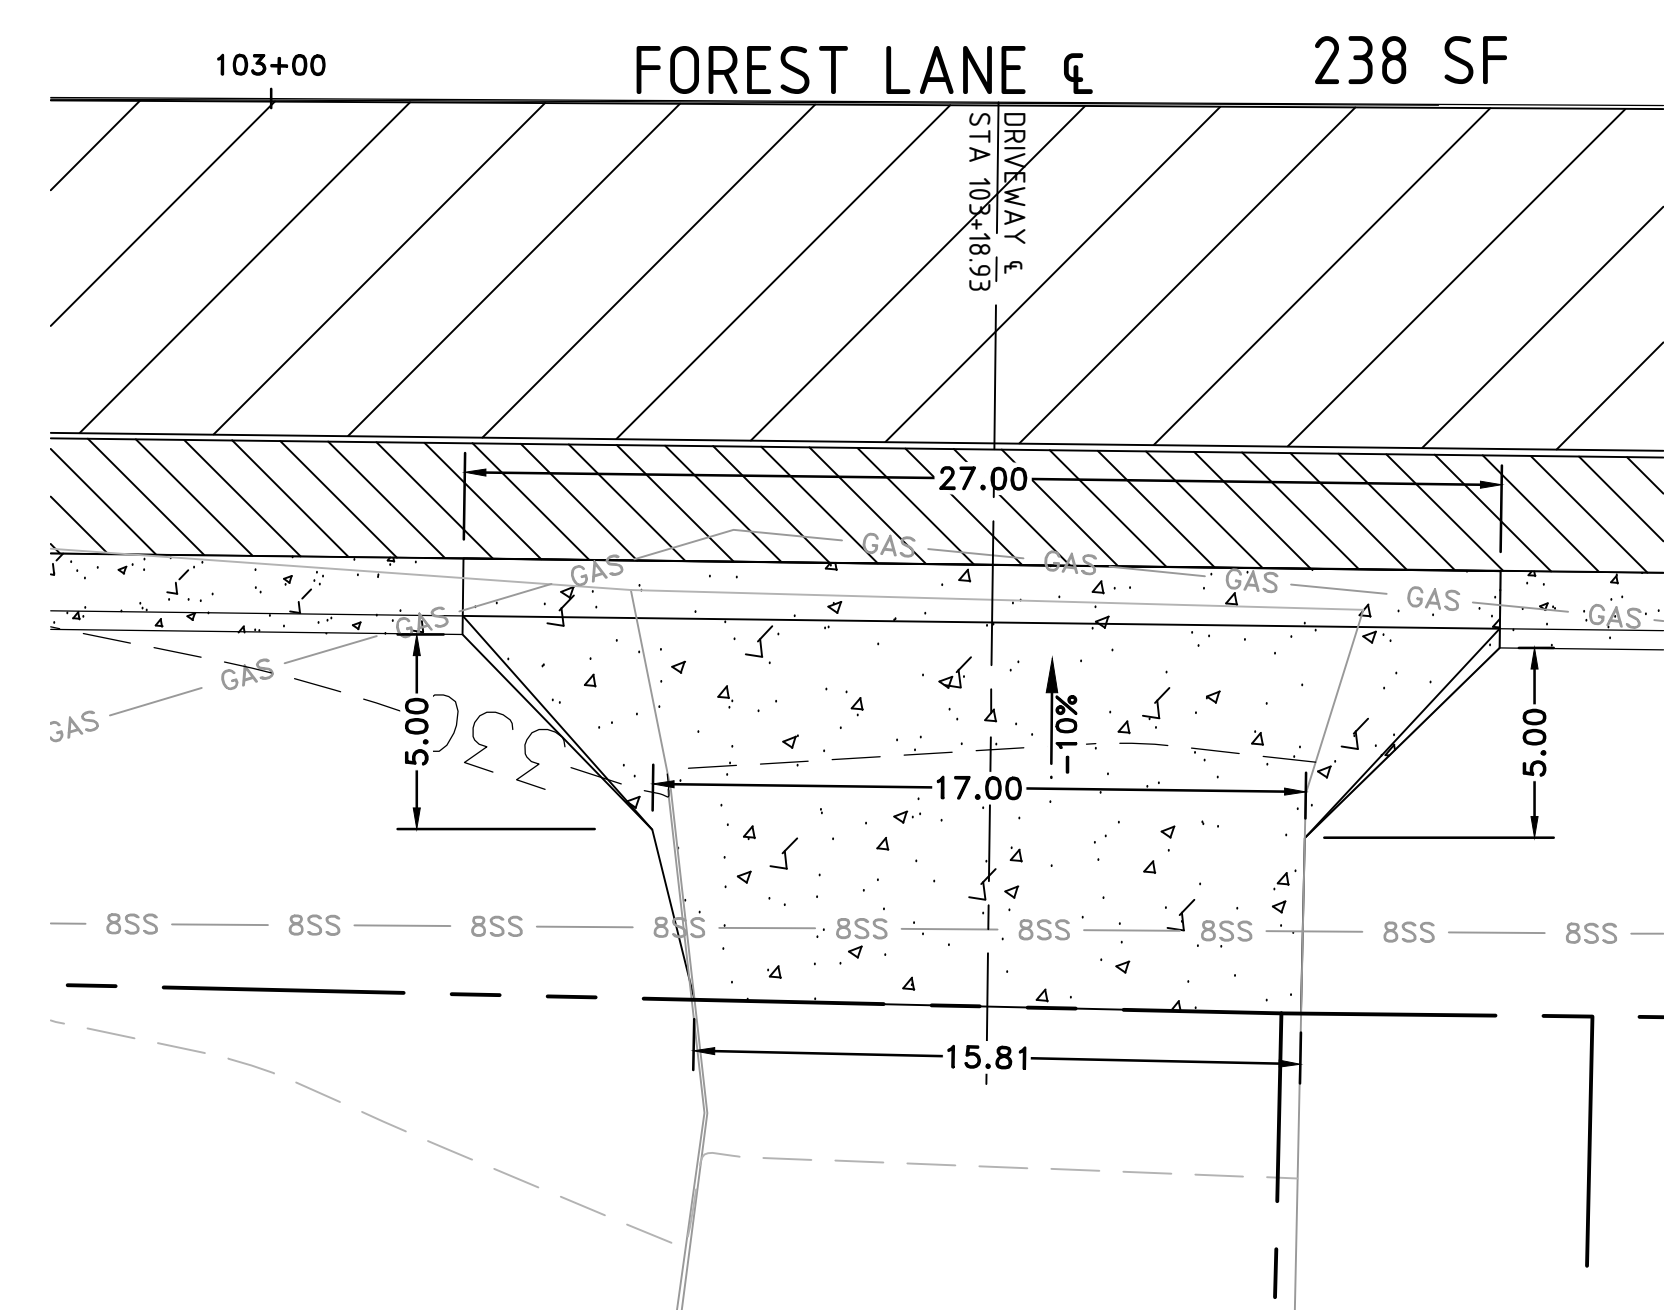 103+00
FOREST LANE ℄
238 SF
DRIVEWAY ℄
STA 103+18.93
27.00
GAS
GAS
GAS
GAS
GAS
GAS
GAS
GAS
GAS
5.00
332
-10%
5.00
17.00
8SS
8SS
8SS
8SS
8SS
8SS
8SS
8SS
8SS
15.81